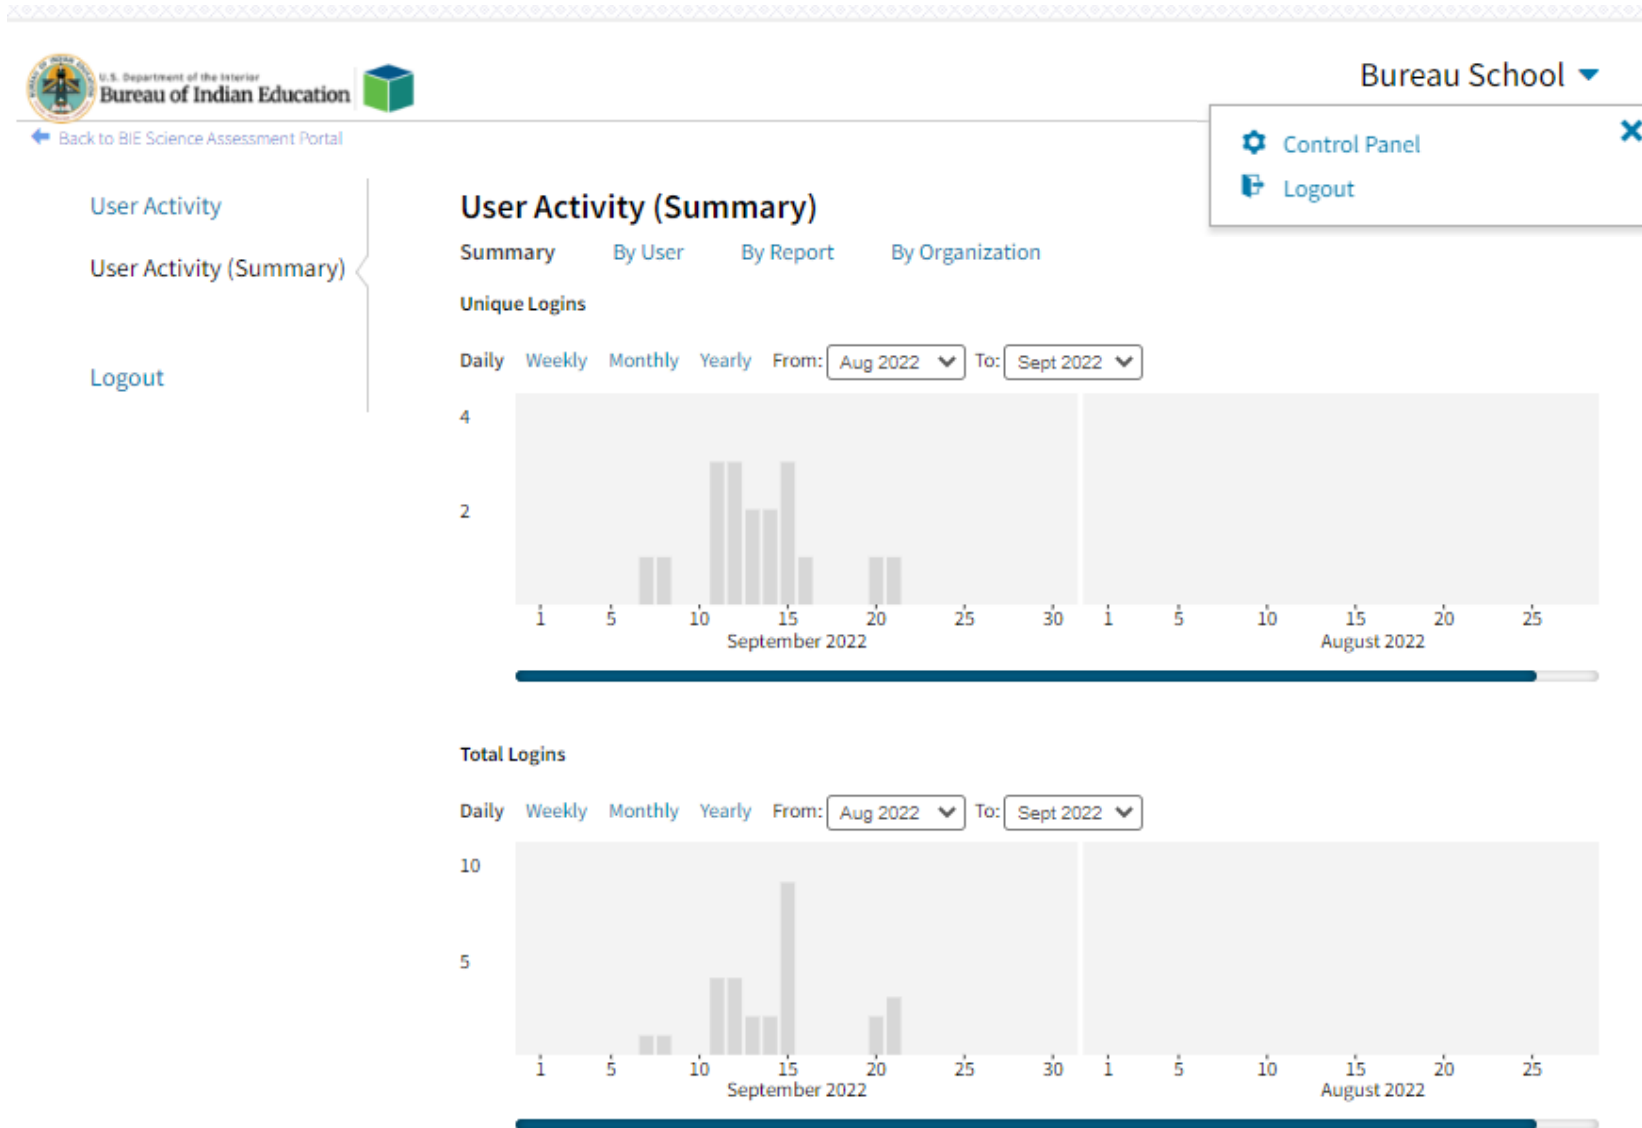 U.S. Department of the Interior
Bureau of Indian Education
Bureau School
Back to BIE Science Assessment Portal
Control Panel
Logout
User Activity
User Activity (Summary)
Logout
User Activity (Summary)
Summary By User By Report By Organization
Unique Logins
Daily Weekly Monthly Yearly From: Aug 2022 To: Sept 2022
4
2
1 5 10 15 20 25 30 1 5 10 15 20 25
September 2022 August 2022
Total Logins
Daily Weekly Monthly Yearly From: Aug 2022 To: Sept 2022
10
5
1 5 10 15 20 25 30 1 5 10 15 20 25
September 2022 August 2022